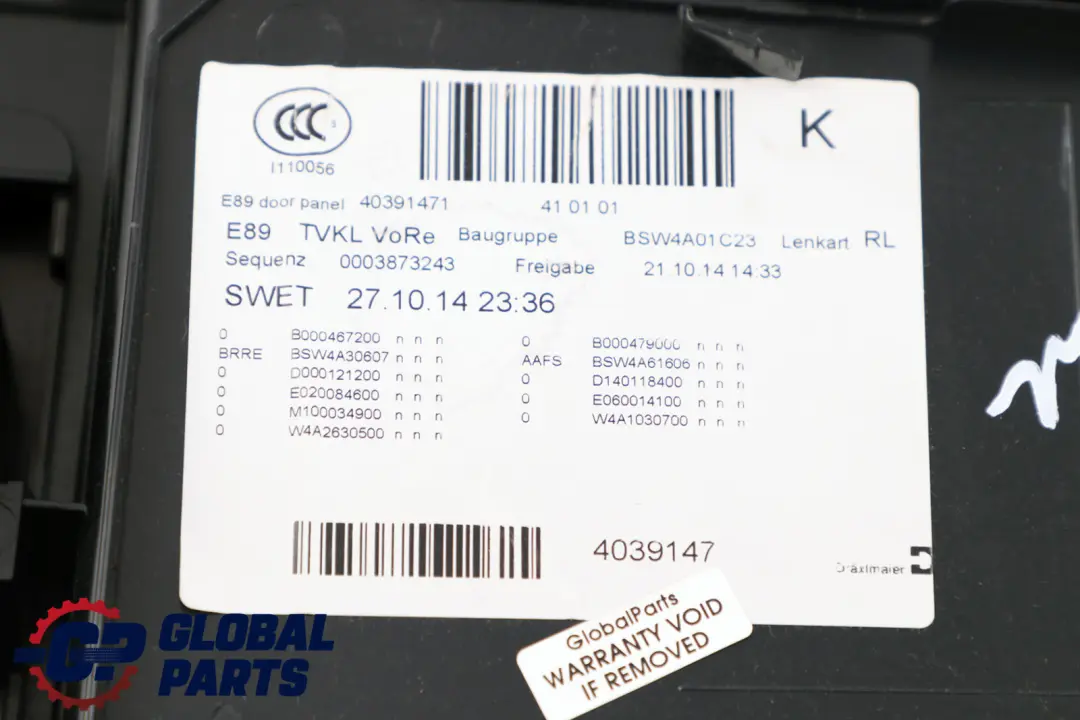 CCC S
I110056
K
E89 door panel 40391471 41 01 01
E89 TVKL VoRe Baugruppe BSW4A01C23 Lenkart RL
Sequenz 0003873243 Freigabe 21 10.14 14:33
SWET 27.10.14 23:36
0 B000467200 n n n 0 B000479000 n n n
BRRE BSW4A30607 n n n AAFS BSW4A61606 n n n
0 D000121200 n n n 0 D140118400 n n n
0 E020084600 n n n 0 E060014100 n n n
0 M100034900 n n n 0 W4A1030700 n n n
0 W4A2630500 n n n
4039147
Dräxlmaier
GlobalParts
WARRANTY VOID
IF REMOVED
GP GLOBAL
PARTS